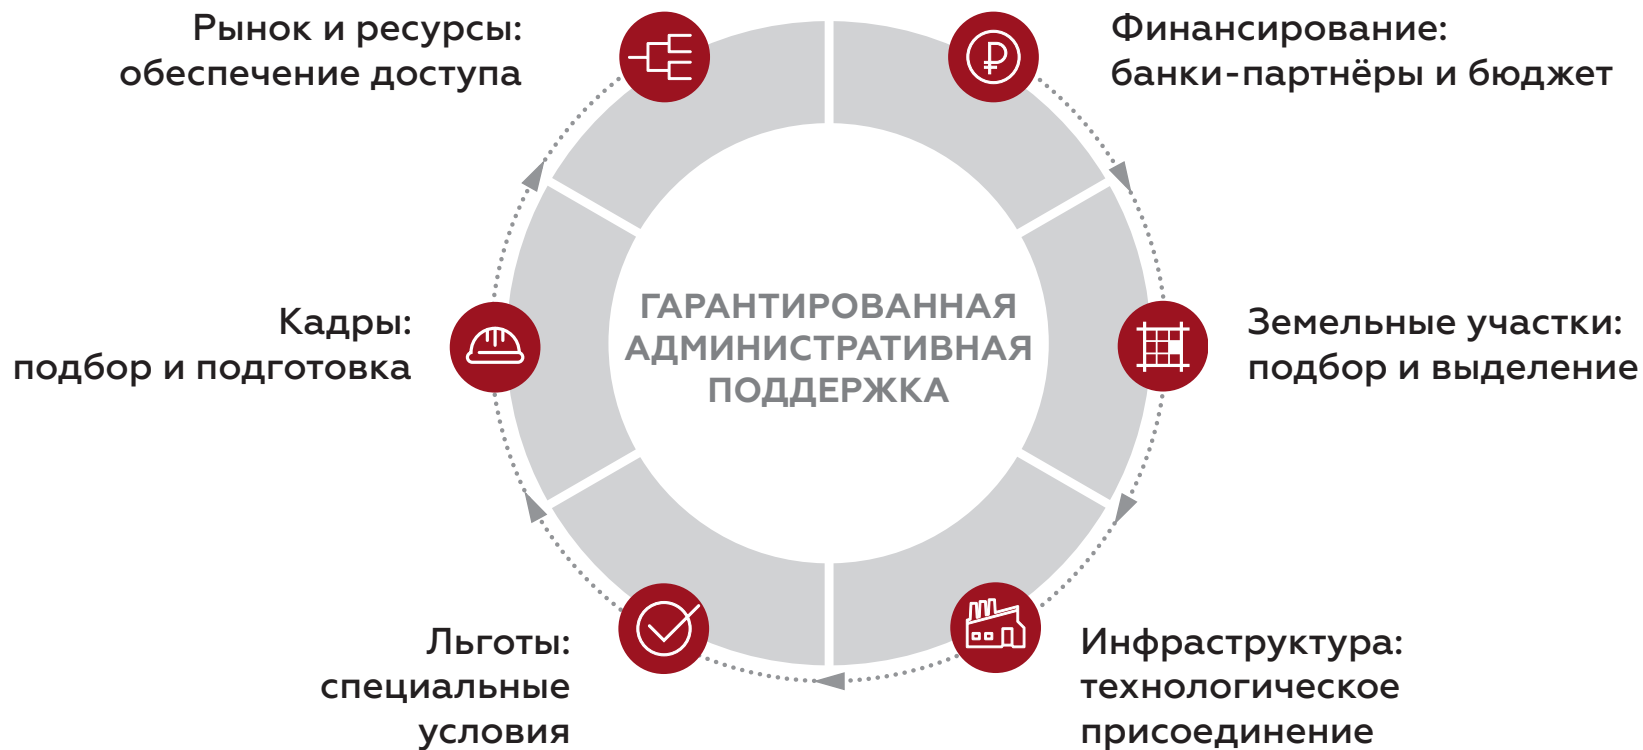 Рынок и ресурсы:
обеспечение доступа
Финансирование:
банки-партнёры и бюджет
Кадры:
подбор и подготовка
ГАРАНТИРОВАННАЯ
АДМИНИСТРАТИВНАЯ
ПОДДЕРЖКА
Земельные участки:
подбор и выделение
Льготы:
специальные
условия
Инфраструктура:
технологическое
присоединение